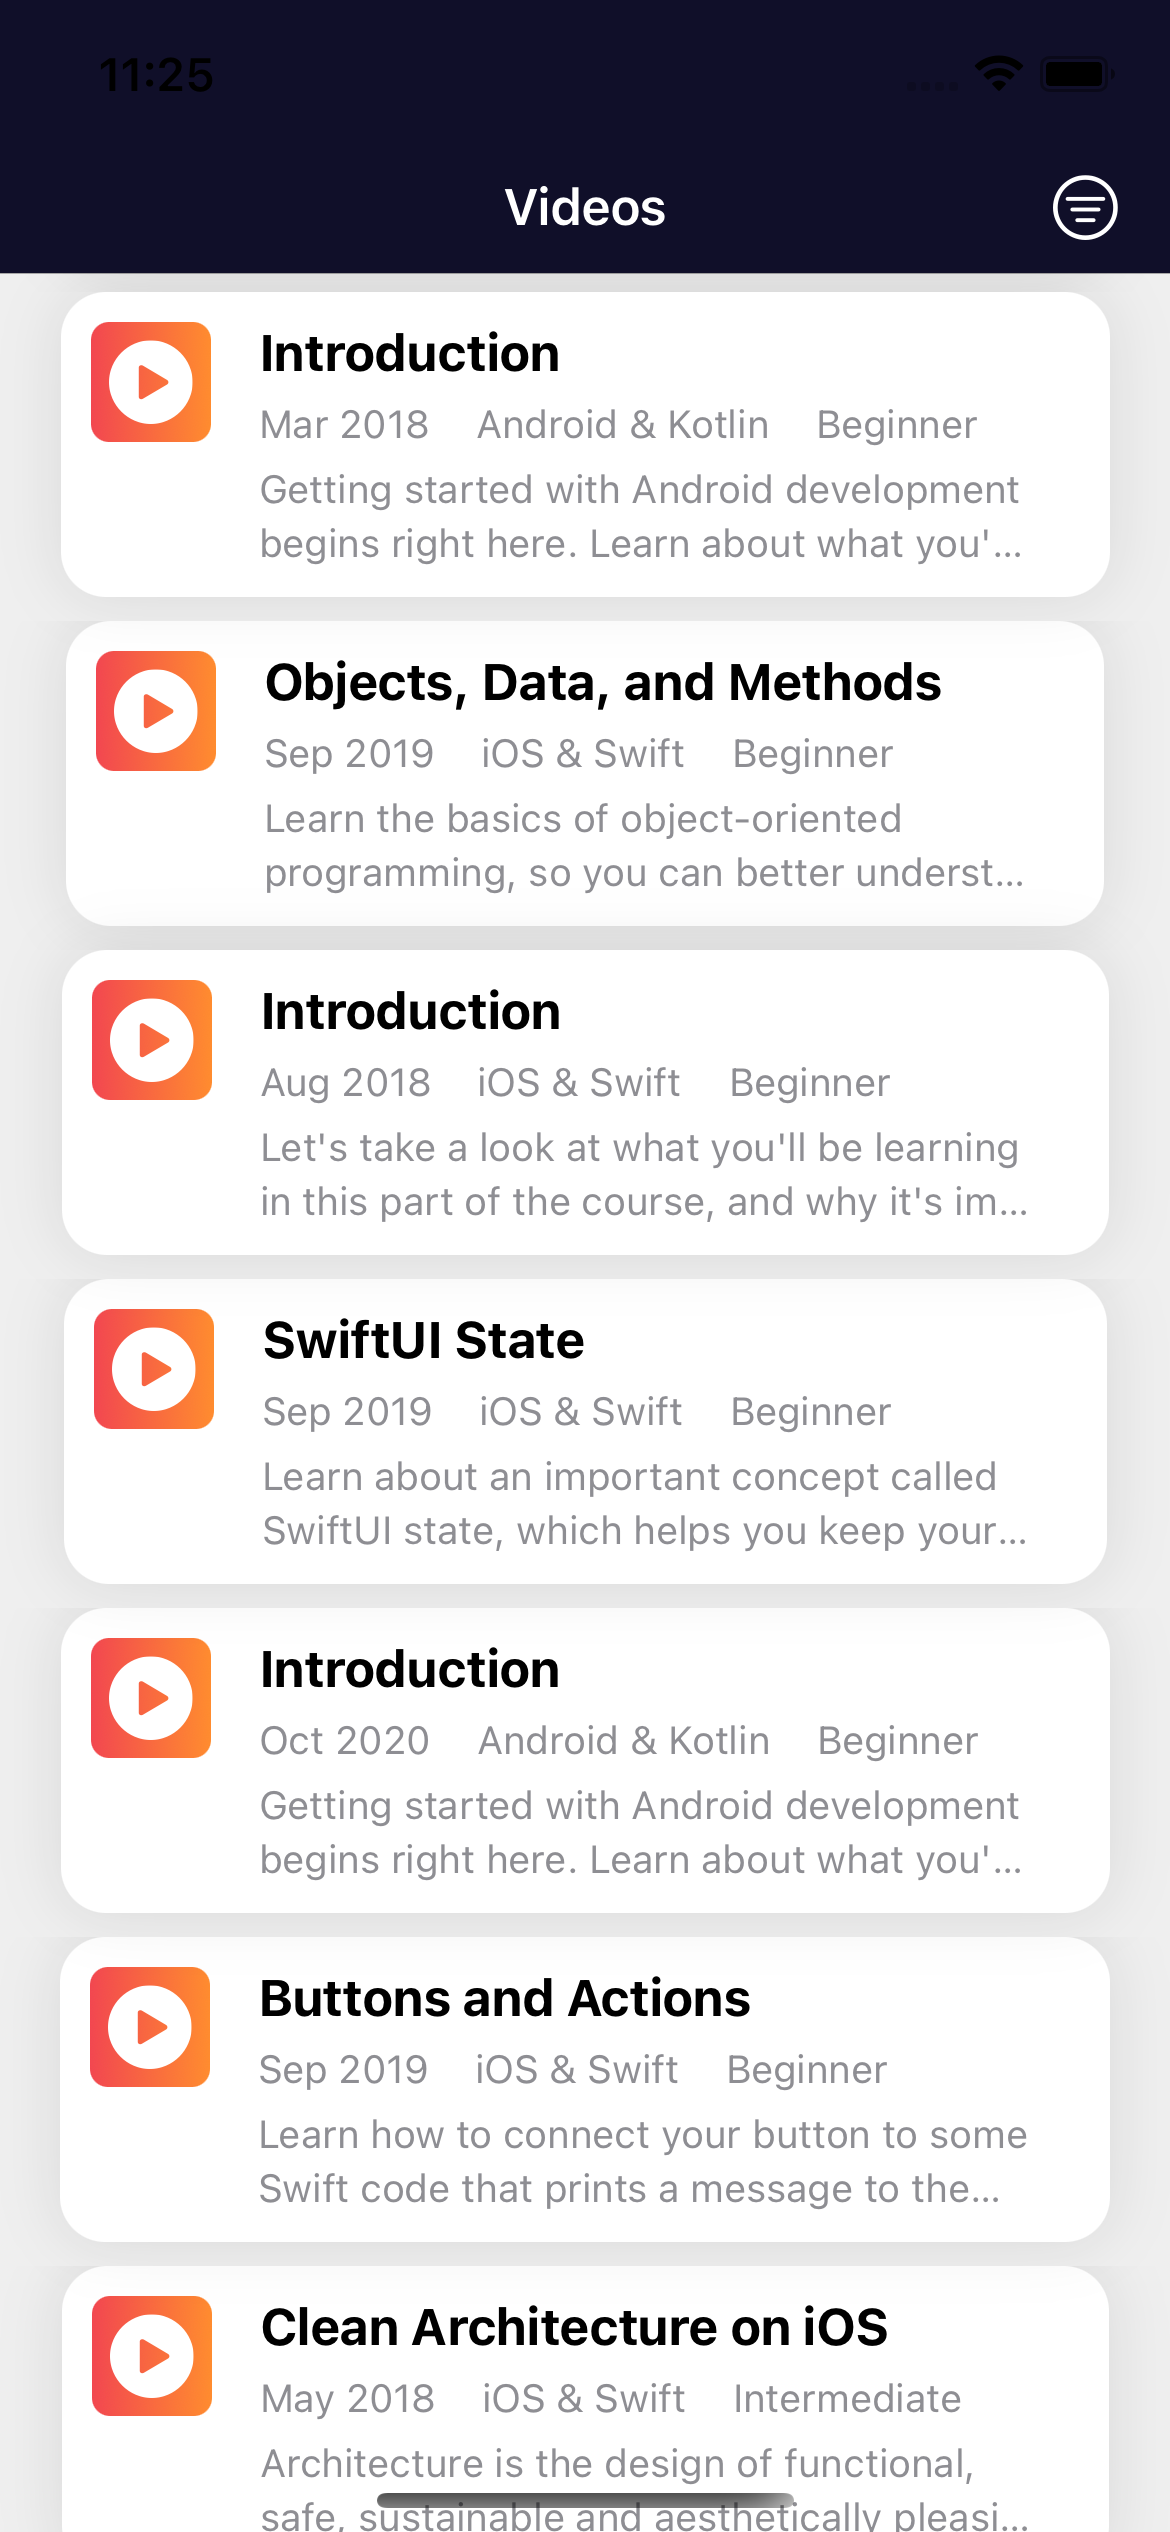 11:25
Videos
Introduction
Mar 2018 Android & Kotlin Beginner
Getting started with Android development
begins right here. Learn about what you'...
Objects, Data, and Methods
Sep 2019 iOS & Swift Beginner
Learn the basics of object-oriented
programming, so you can better underst...
Introduction
Aug 2018 iOS & Swift Beginner
Let's take a look at what you'll be learning
in this part of the course, and why it's im...
SwiftUI State
Sep 2019 iOS & Swift Beginner
Learn about an important concept called
SwiftUI state, which helps you keep your...
Introduction
Oct 2020 Android & Kotlin Beginner
Getting started with Android development
begins right here. Learn about what you'...
Buttons and Actions
Sep 2019 iOS & Swift Beginner
Learn how to connect your button to some
Swift code that prints a message to the...
Clean Architecture on iOS
May 2018 iOS & Swift Intermediate
Architecture is the design of functional,
safe, sustainable and aesthetically pleasi...